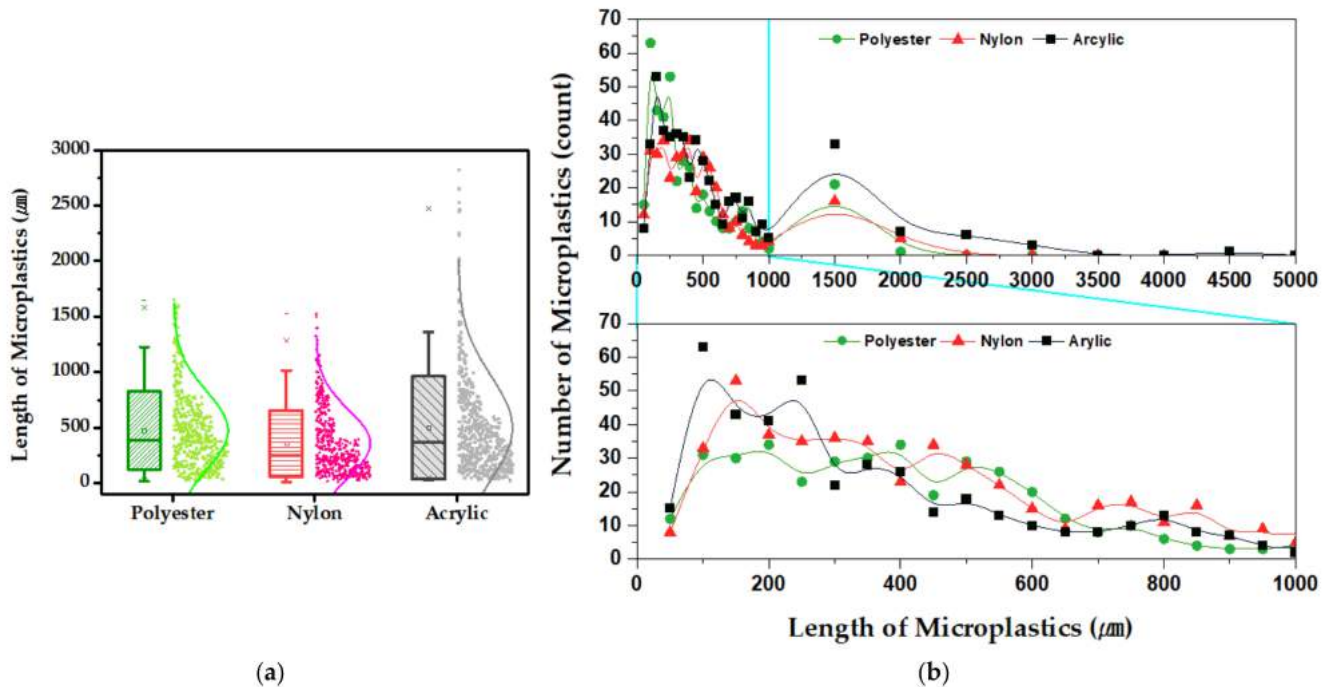 Length of Microplastics (㎛)
3000
2500
2000
1500
1000
500
0
Polyester
Nylon
Acrylic
(a)
Number of Microplastics (count)
70
60
50
40
30
20
10
0
Polyester Nylon Arcylic
0 500 1000 1500 2000 2500 3000 3500 4000 4500 5000
70
60
50
40
30
20
10
0
Polyester Nylon Arylic
0 200 400 600 800 1000
Length of Microplastics (㎛)
(b)